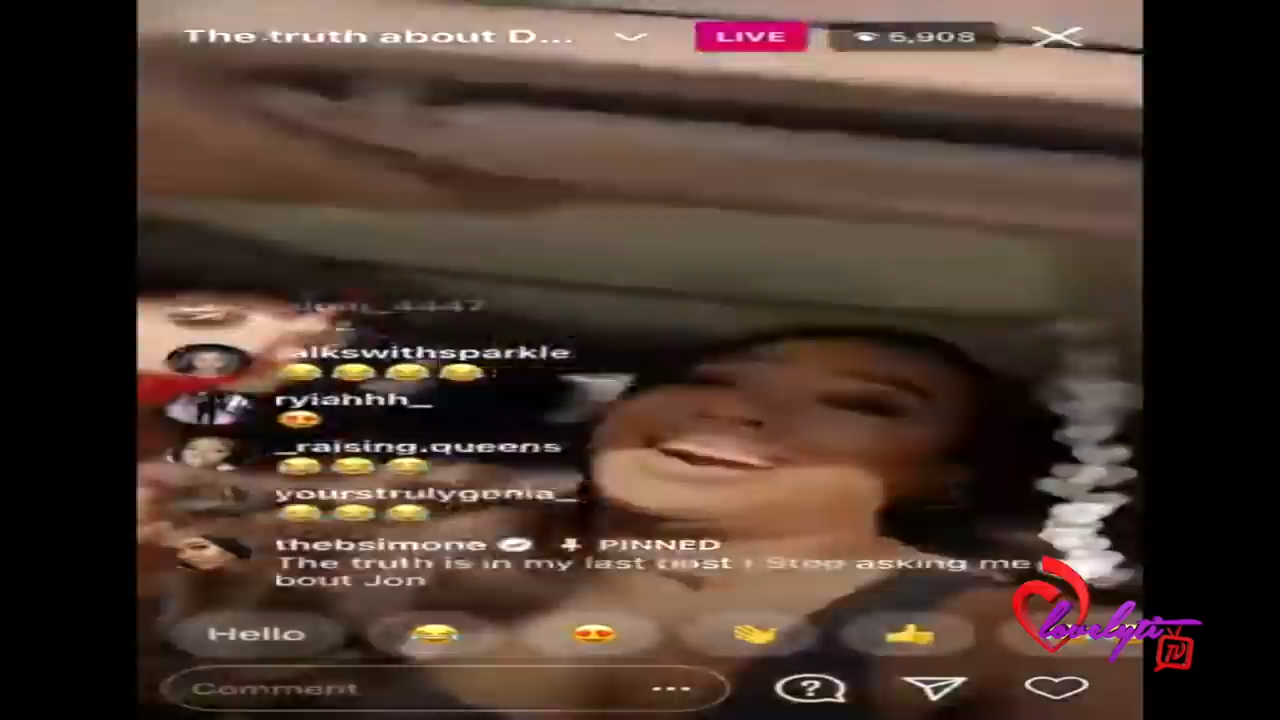 The truth about D...
LIVE
5,908
alkswithsparkle
ryiahhh_
_raising.queens
yourstrulygenia_
thebsimone PINNED
The truth is in my last post ! Stop asking me
bout Jon
Hello
Comment
...
lovelyti
TV